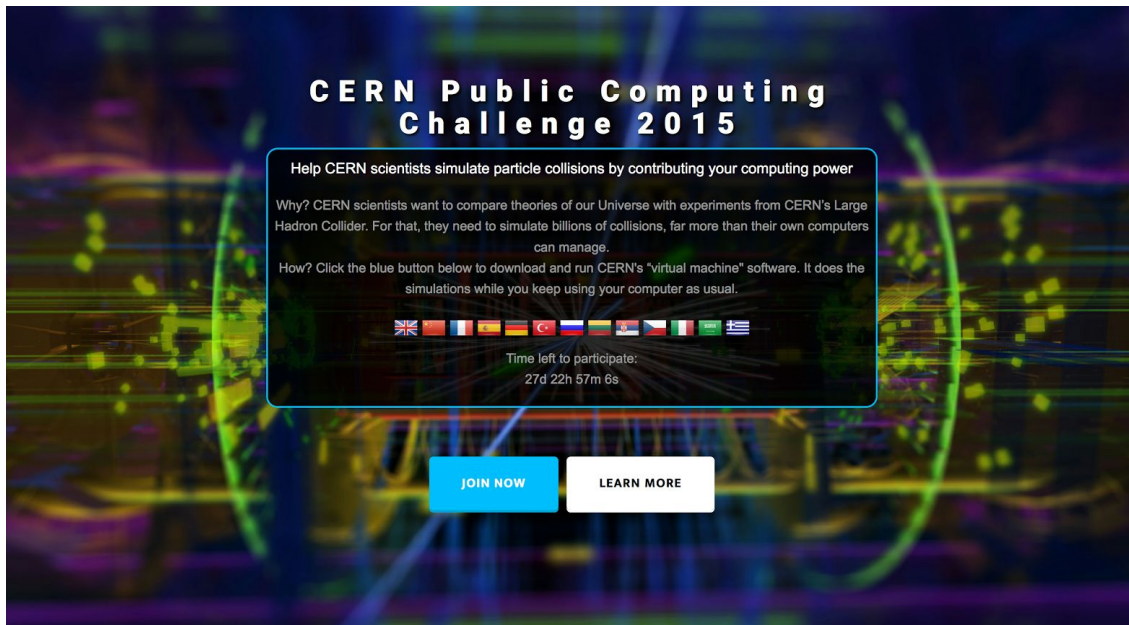 CERN Public Computing
Challenge 2015
Help CERN scientists simulate particle collisions by contributing your computing power
Why? CERN scientists want to compare theories of our Universe with experiments from CERN's Large
Hadron Collider. For that, they need to simulate billions of collisions, far more than their own computers
can manage.
How? Click the blue button below to download and run CERN's "virtual machine" software. It does the
simulations while you keep using your computer as usual.
Time left to participate:
27d 22h 57m 6s
JOIN NOW
LEARN MORE